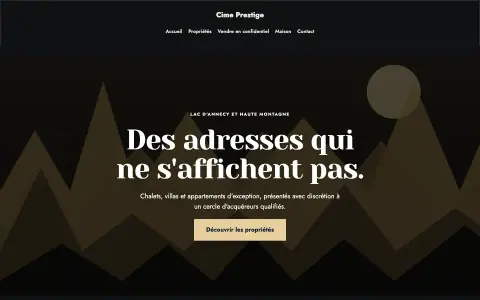 Cime Prestige
Accueil Propriétés Vendre en confidentiel Maison Contact
LAC D'ANNECY ET HAUTE MONTAGNE
Des adresses qui
ne s'affichent pas.
Chalets, villas et appartements d'exception, présentés avec discrétion à
un cercle d'acquéreurs qualifiés.
Découvrir les propriétés